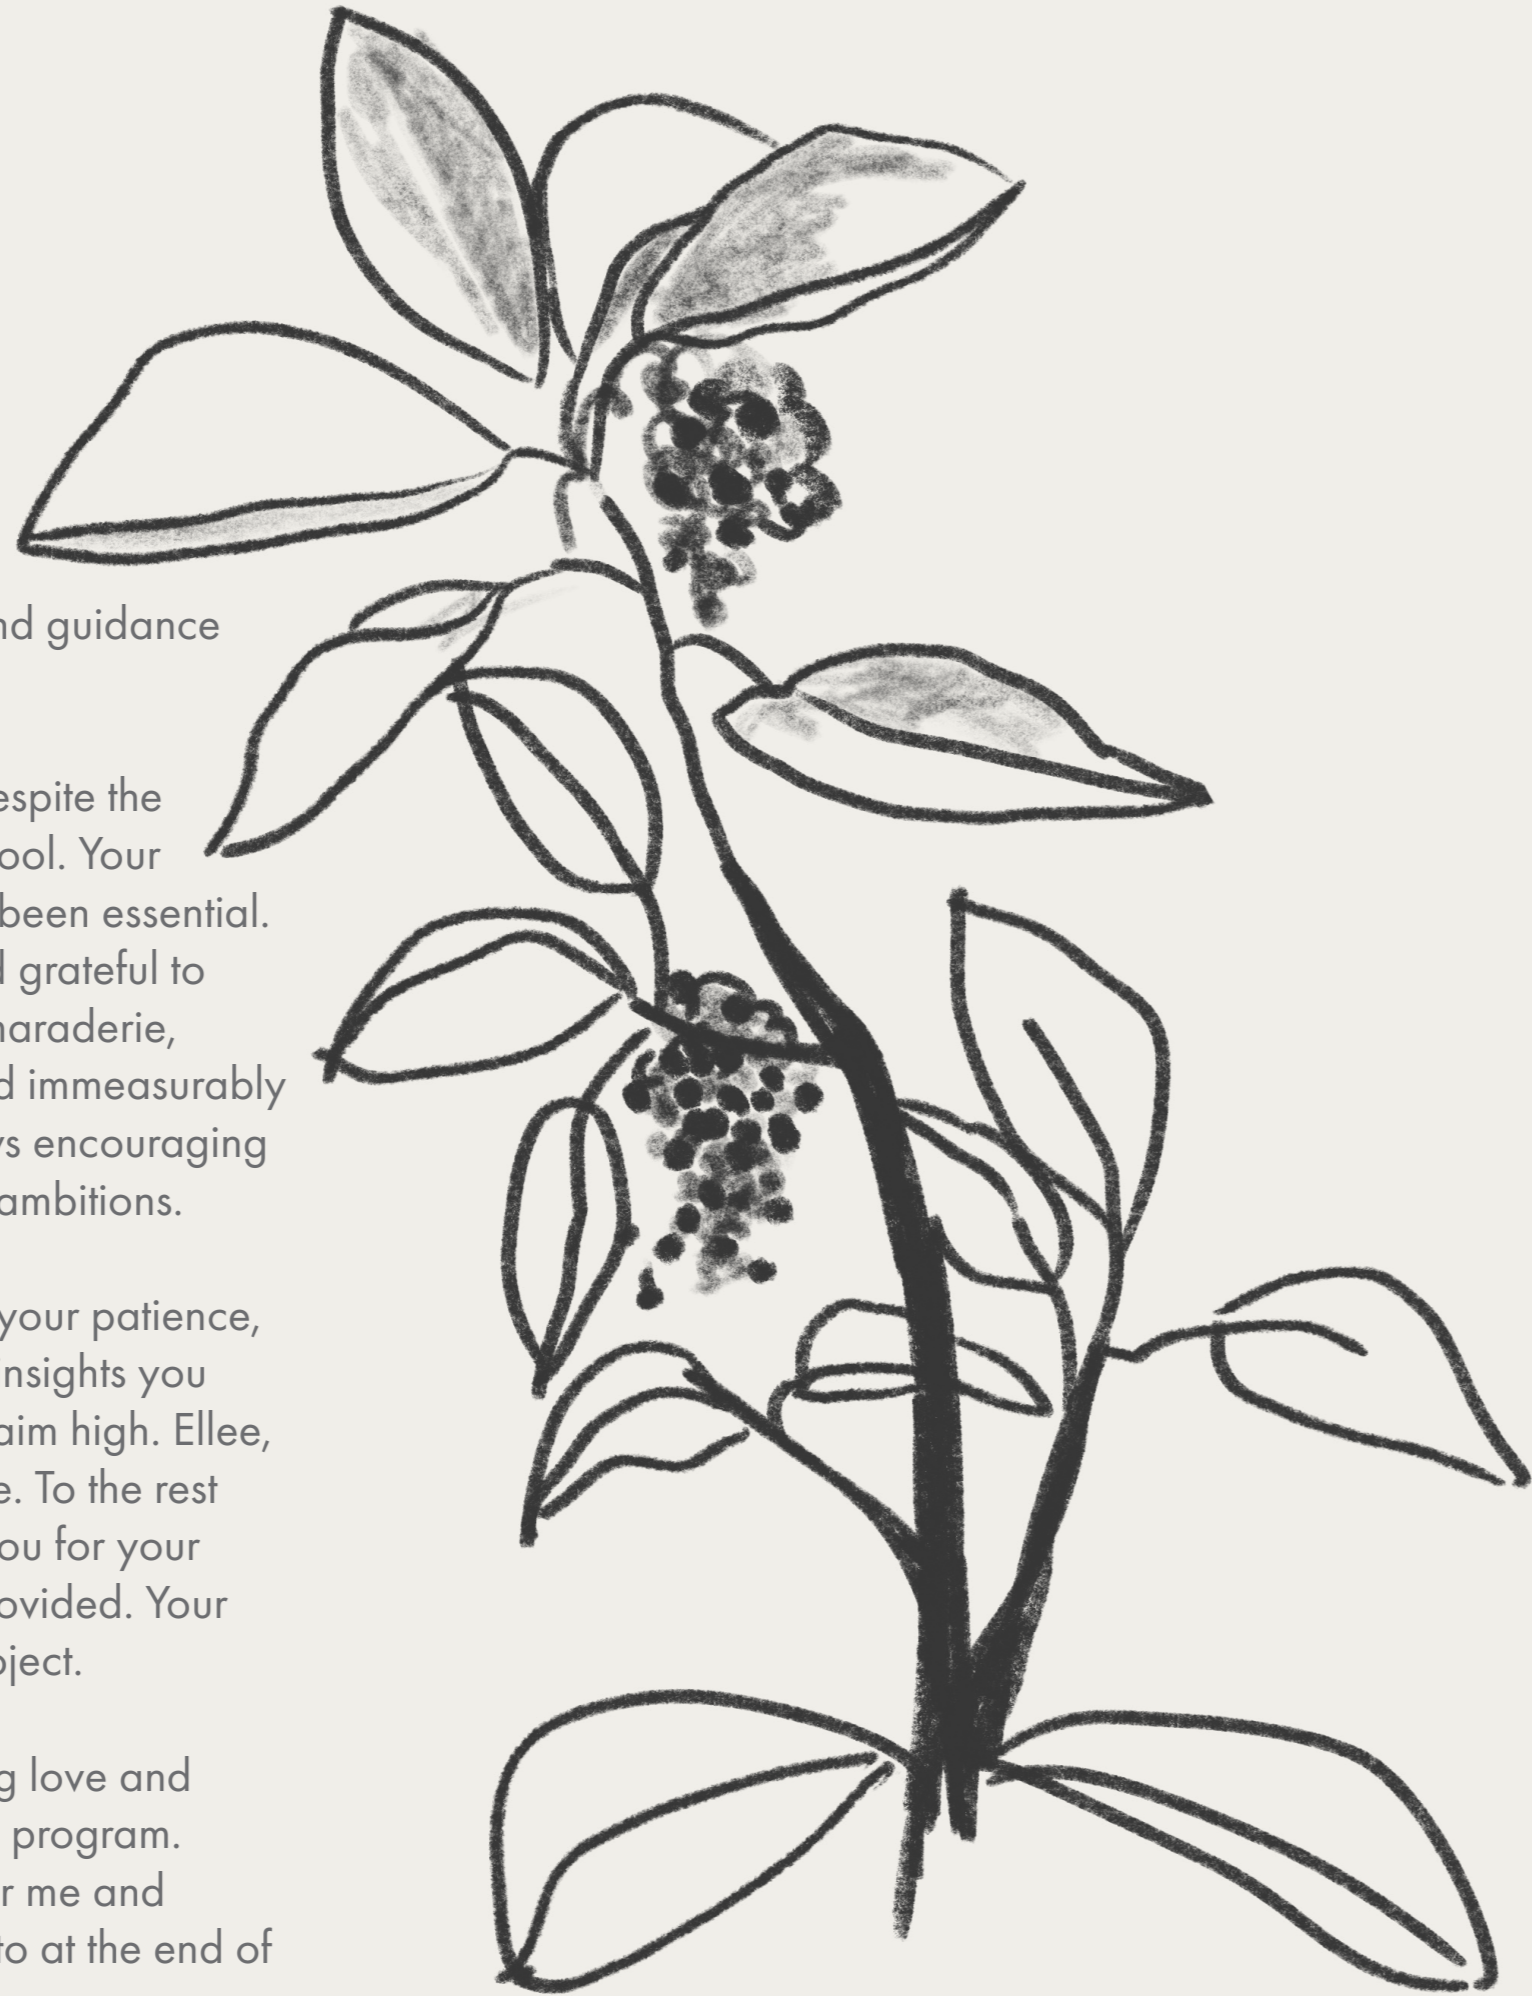 nd guidance
espite the
ool. Your
been essential.
d grateful to
naraderie,
d immeasurably
ys encouraging
ambitions.
your patience,
insights you
aim high. Ellee,
e. To the rest
ou for your
ovided. Your
oject.
g love and
program.
r me and
to at the end of